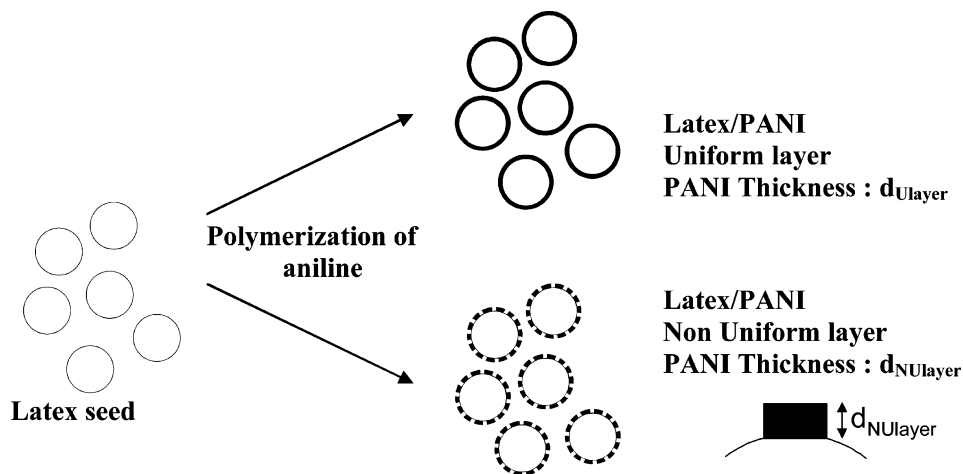 Latex/PANI
Uniform layer
PANI Thickness : dUlayer
Polymerization of
aniline
Latex seed
Latex/PANI
Non Uniform layer
PANI Thickness : dNUlayer
dNUlayer